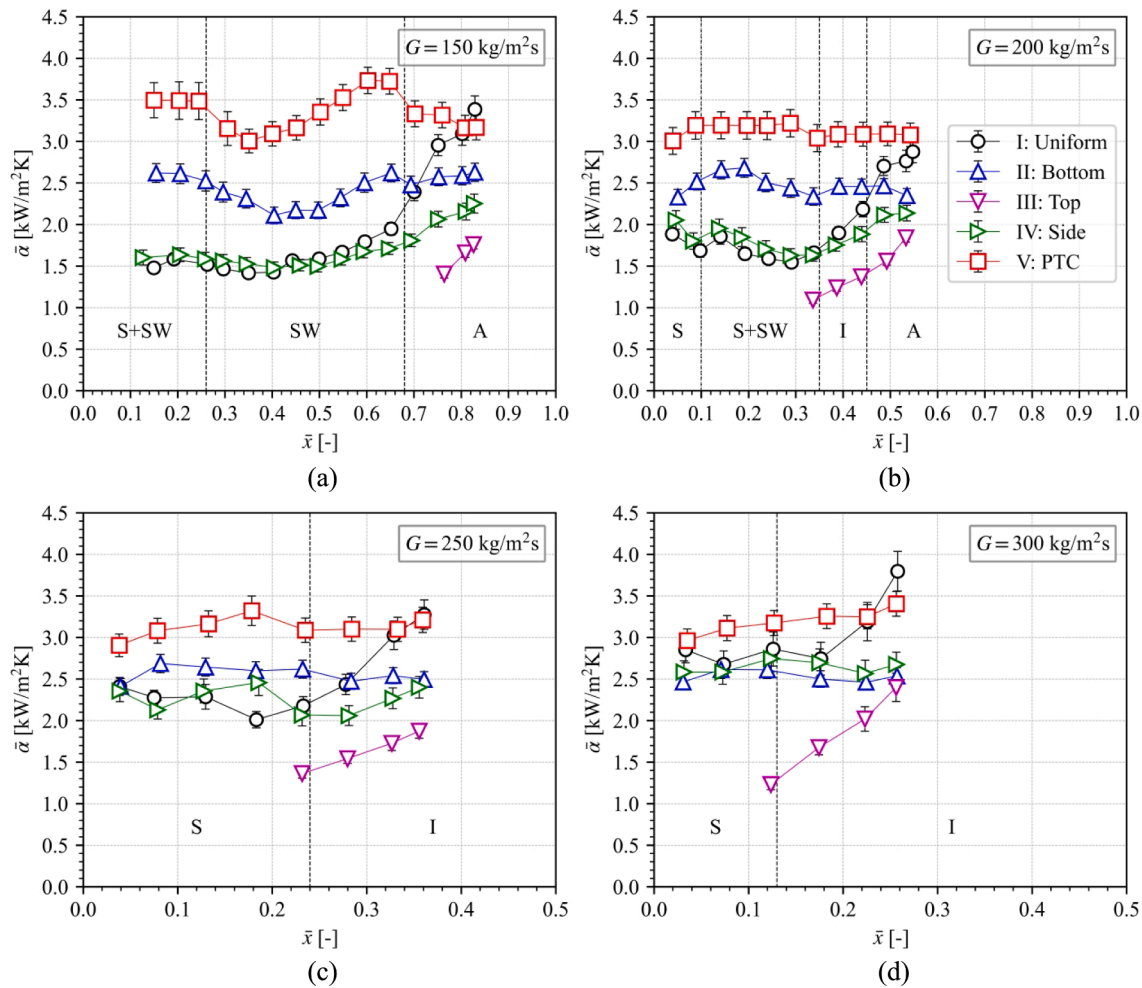 4.5
4.0
3.5
3.0
2.5
2.0
1.5
1.0
0.5
0.0
ᾱ [kW/m²K]
G = 150 kg/m²s
S+SW
SW
A
0.0 0.1 0.2 0.3 0.4 0.5 0.6 0.7 0.8 0.9 1.0
x̄ [-]
(a)
4.5
4.0
3.5
3.0
2.5
2.0
1.5
1.0
0.5
0.0
ᾱ [kW/m²K]
G = 200 kg/m²s
I: Uniform
II: Bottom
III: Top
IV: Side
V: PTC
S
S+SW
I
A
0.0 0.1 0.2 0.3 0.4 0.5 0.6 0.7 0.8 0.9 1.0
x̄ [-]
(b)
4.5
4.0
3.5
3.0
2.5
2.0
1.5
1.0
0.5
0.0
ᾱ [kW/m²K]
G = 250 kg/m²s
S
I
0.0 0.1 0.2 0.3 0.4 0.5
x̄ [-]
(c)
4.5
4.0
3.5
3.0
2.5
2.0
1.5
1.0
0.5
0.0
ᾱ [kW/m²K]
G = 300 kg/m²s
S
I
0.0 0.1 0.2 0.3 0.4 0.5
x̄ [-]
(d)